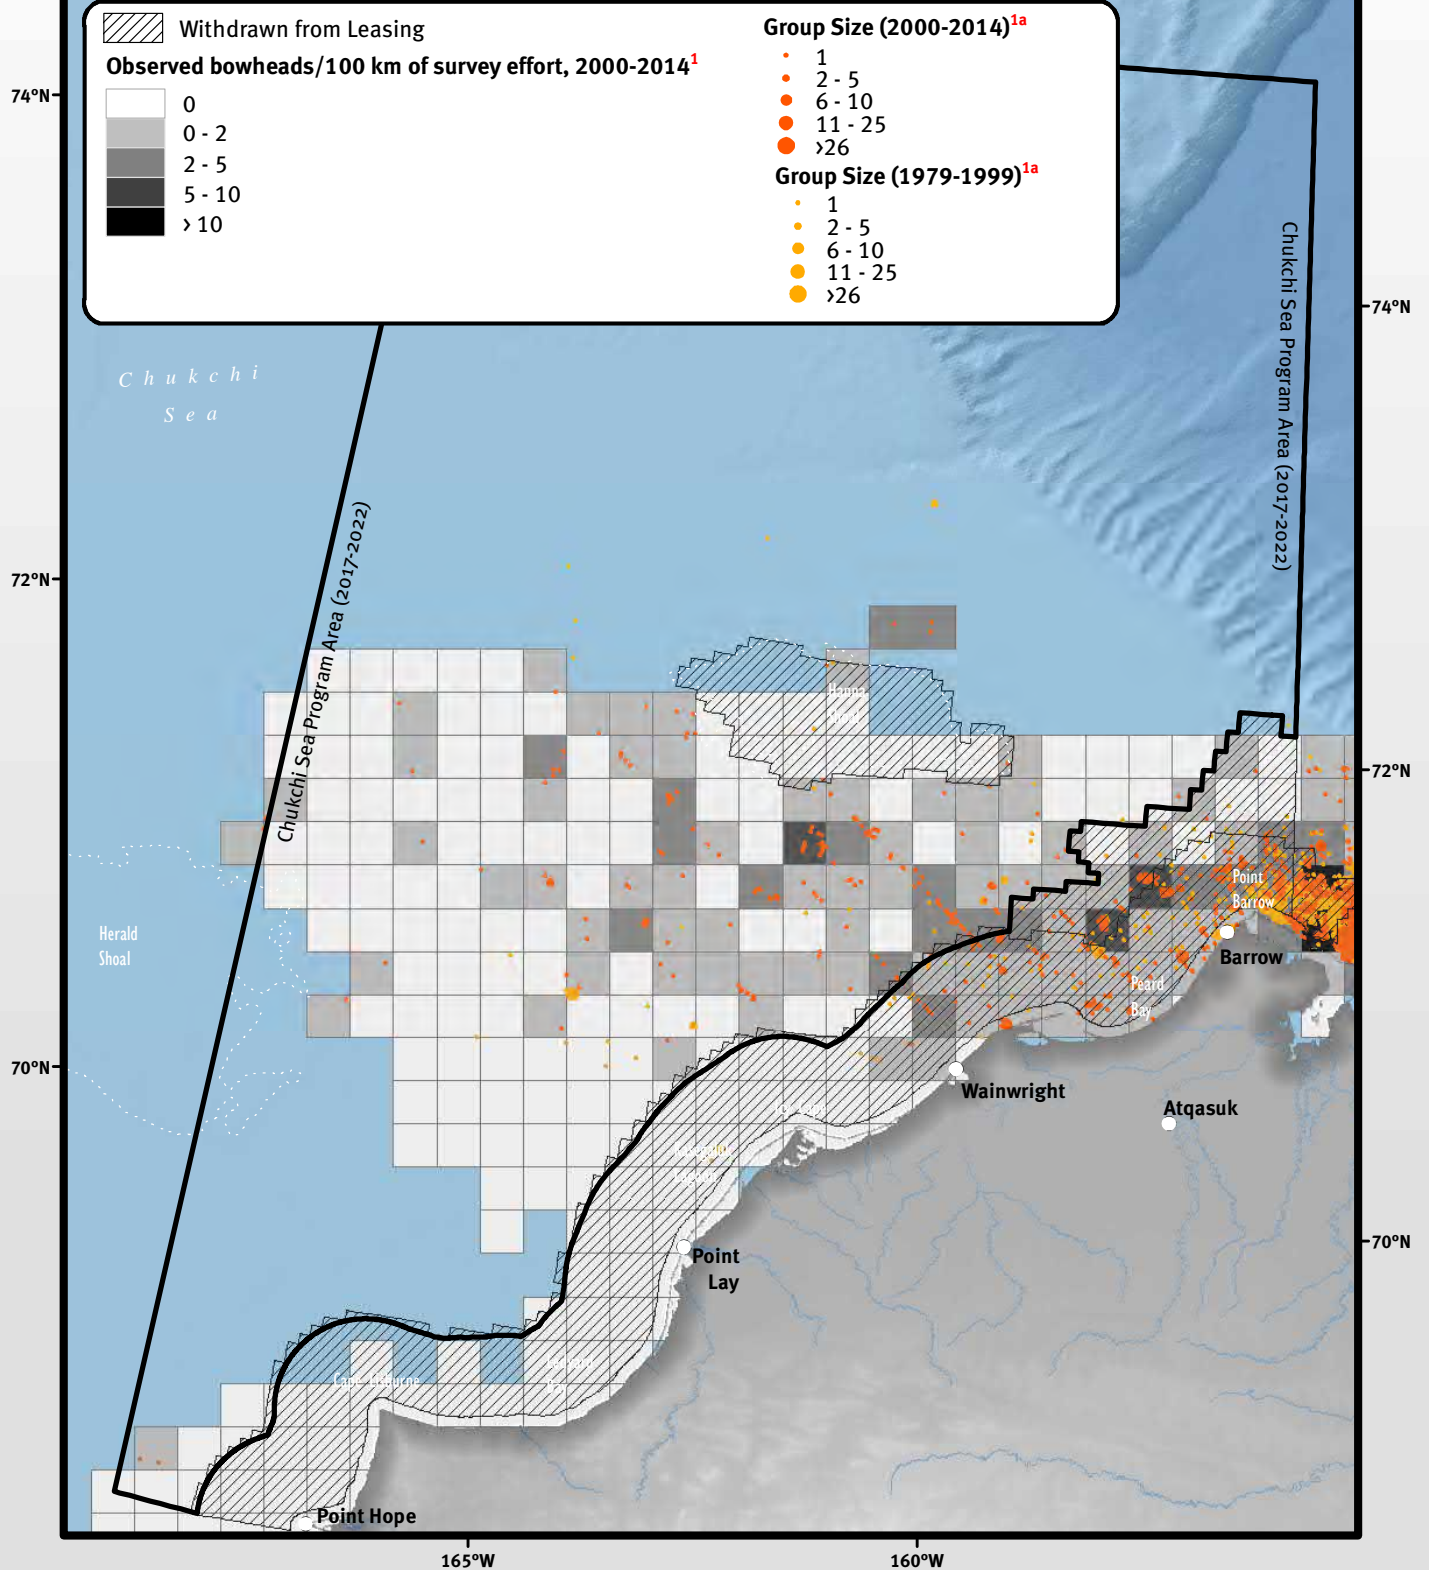 Withdrawn from Leasing
Observed bowheads/100 km of survey effort, 2000-2014¹
0
0 - 2
2 - 5
5 - 10
> 10
Group Size (2000-2014)¹ᵃ
1
2 - 5
6 - 10
11 - 25
>26
Group Size (1979-1999)¹ᵃ
1
2 - 5
6 - 10
11 - 25
>26
74°N
74°N
Chukchi
Sea
Chukchi Sea Program Area (2017-2022)
Chukchi Sea Program Area (2017-2022)
72°N
72°N
Hanna
Shoal
Herald
Shoal
Point
Barrow
Barrow
Peard
Bay
70°N
70°N
Wainwright
Atqasuk
Point
Lay
Cape Lisburne
Point Hope
165°W
160°W